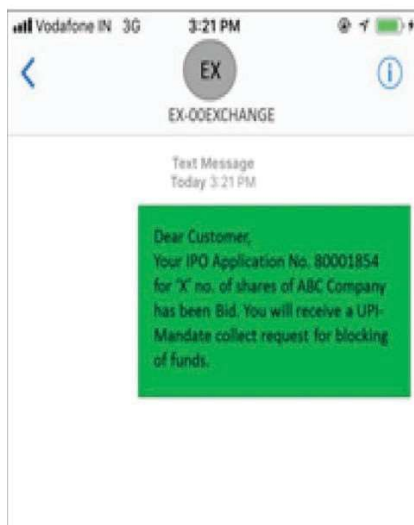 Vodafone IN 3G 3:21 PM
EX
EX-00EXCHANGE
Text Message
Today 3:21 PM
Dear Customer,
Your IPO Application No. 80001854
for 'X' no. of shares of ABC Company
has been Bid. You will receive a UPI-
Mandate collect request for blocking
of funds.